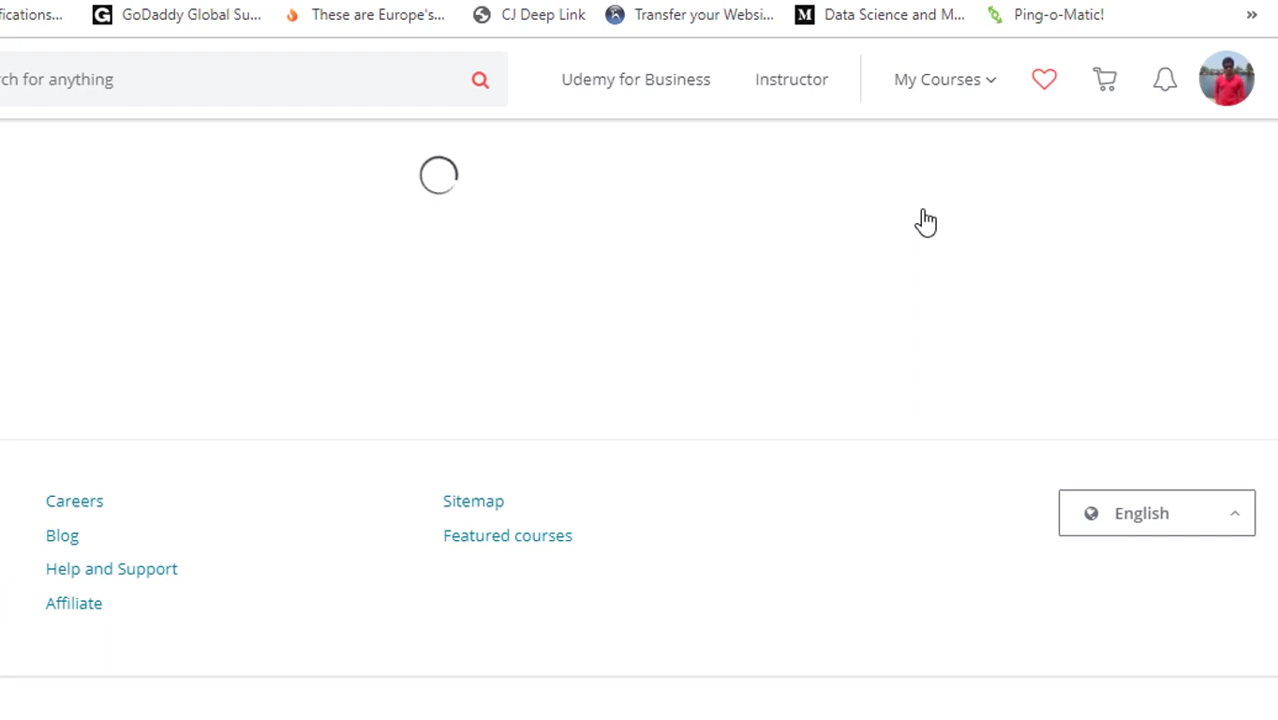 fications... GoDaddy Global Su... These are Europe's... CJ Deep Link Transfer your Websi... M Data Science and M... Ping-o-Matic! »
rch for anything Udemy for Business Instructor My Courses
Careers Sitemap English
Blog Featured courses
Help and Support
Affiliate